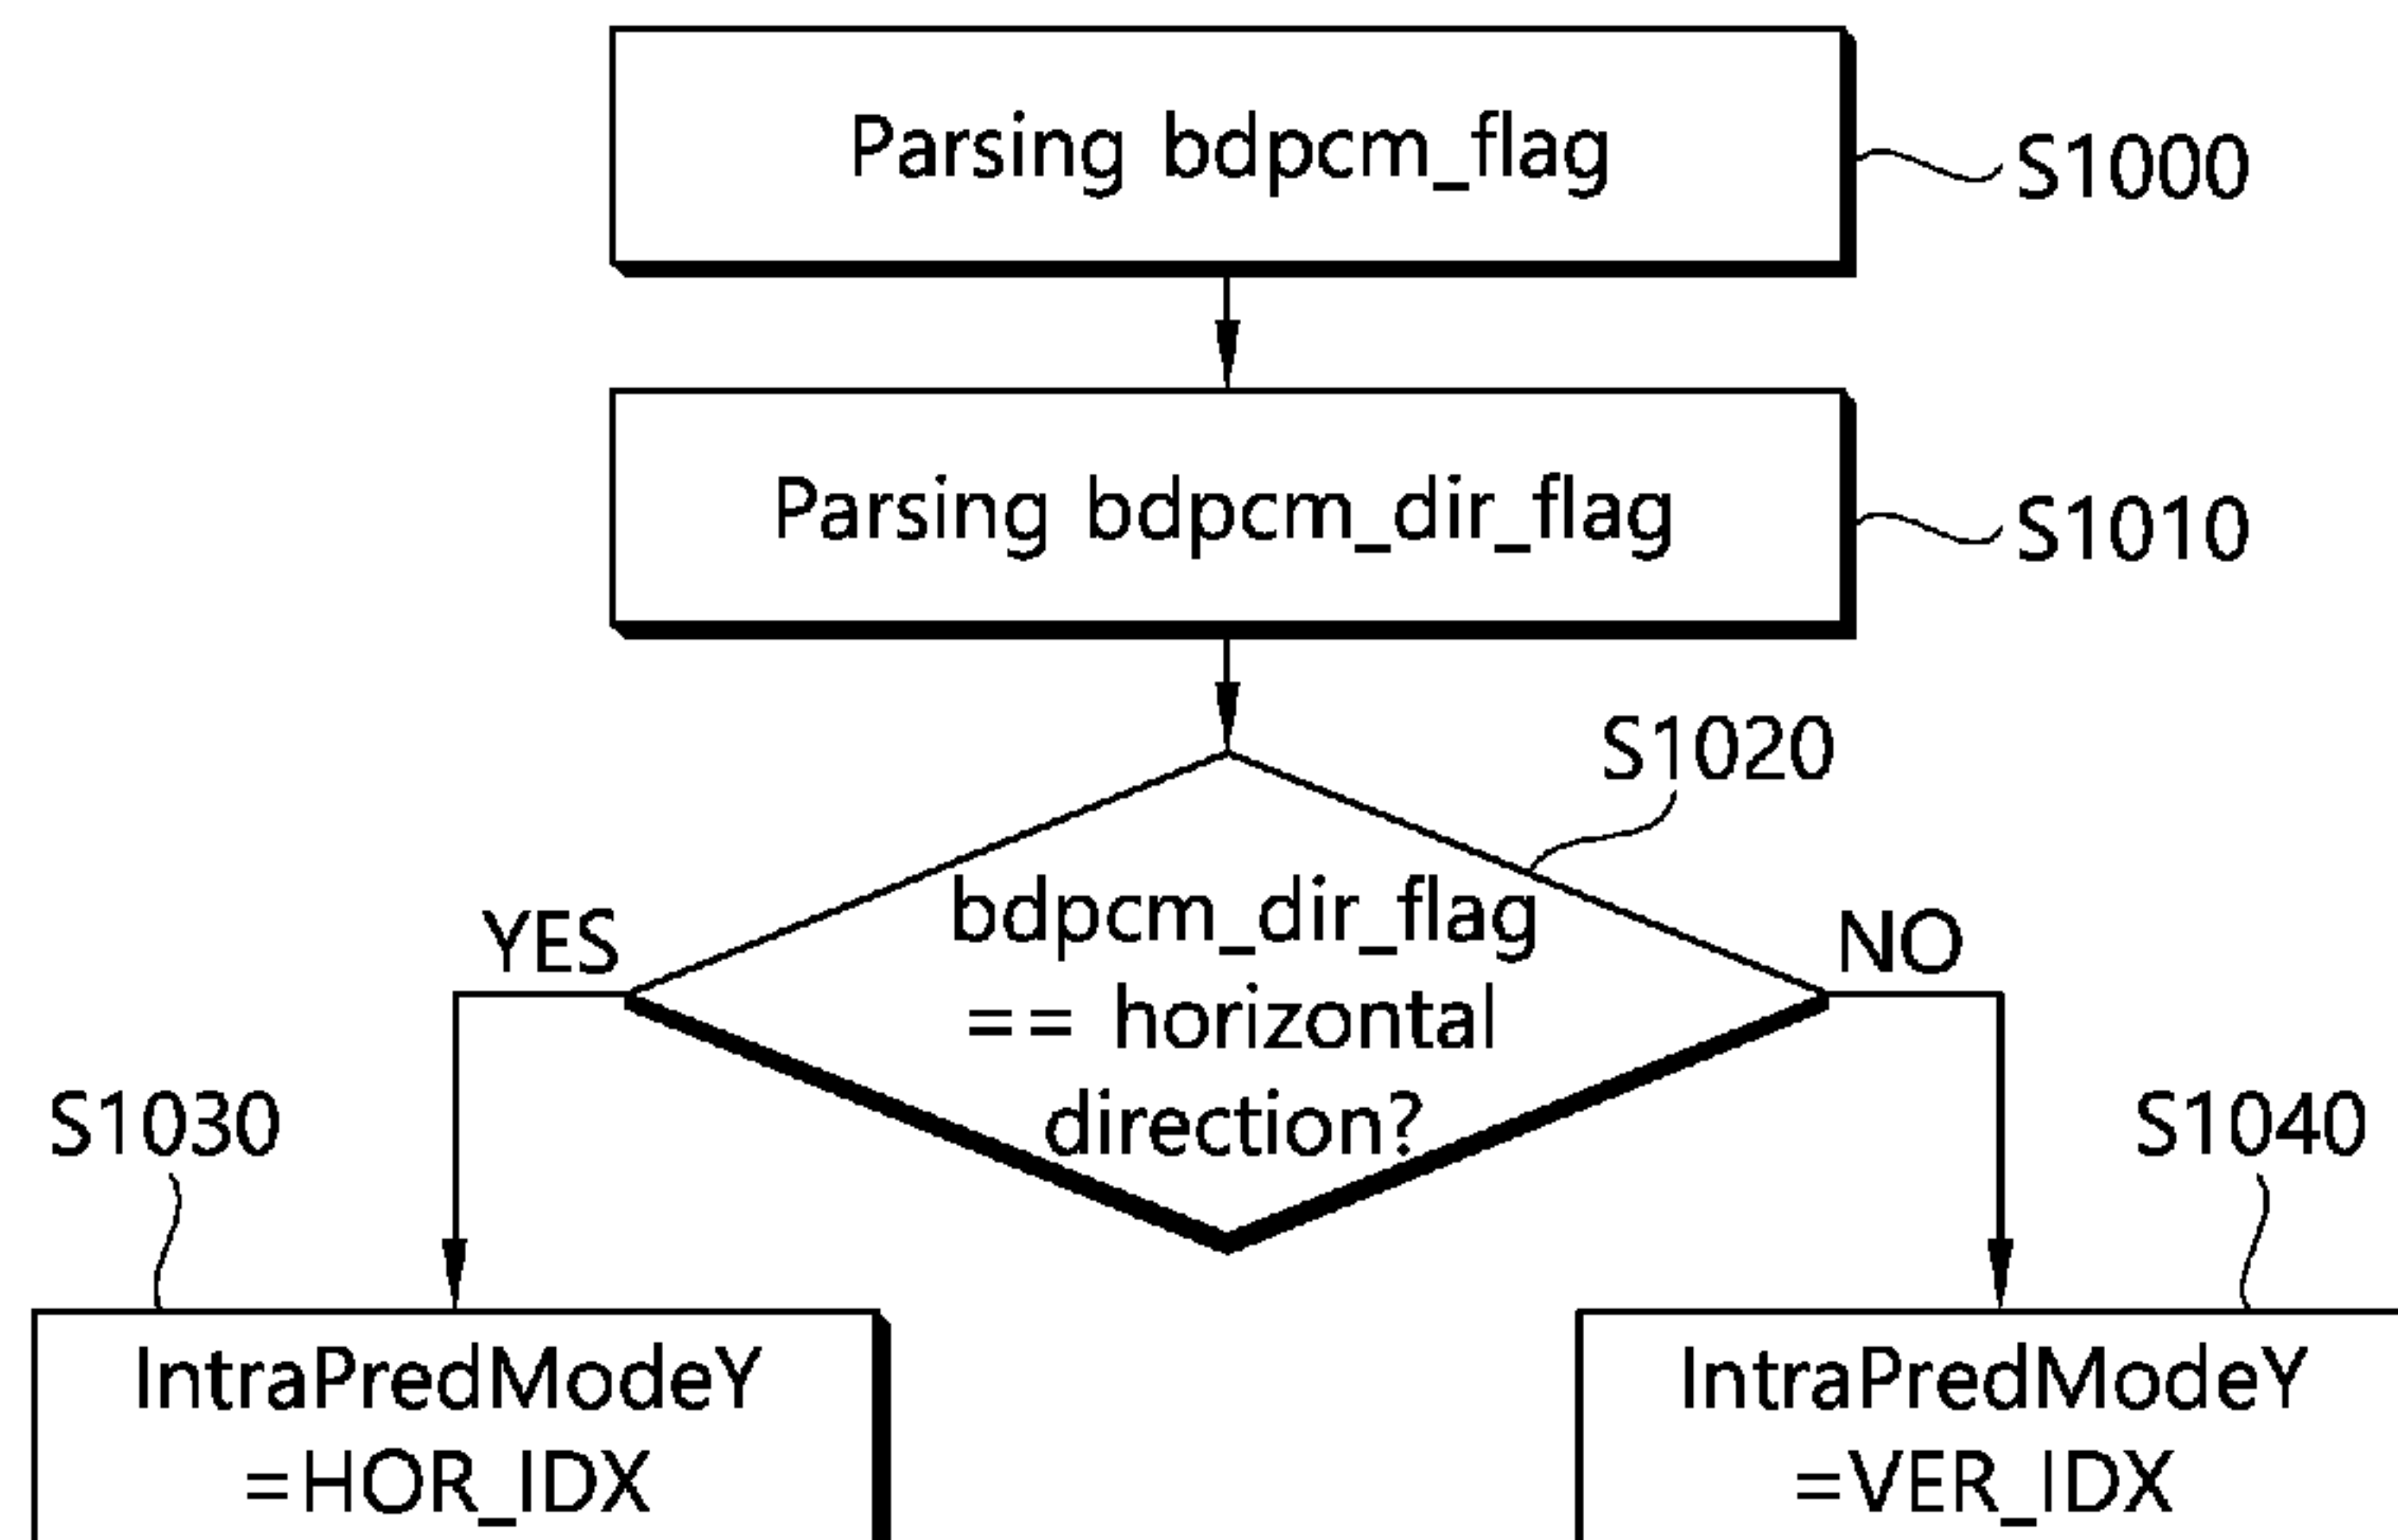 Parsing bdpcm_flag
S1000
Parsing bdpcm_dir_flag
S1010
S1020
bdpcm_dir_flag
== horizontal
direction?
YES
NO
S1030
S1040
IntraPredModeY
=HOR_IDX
IntraPredModeY
=VER_IDX